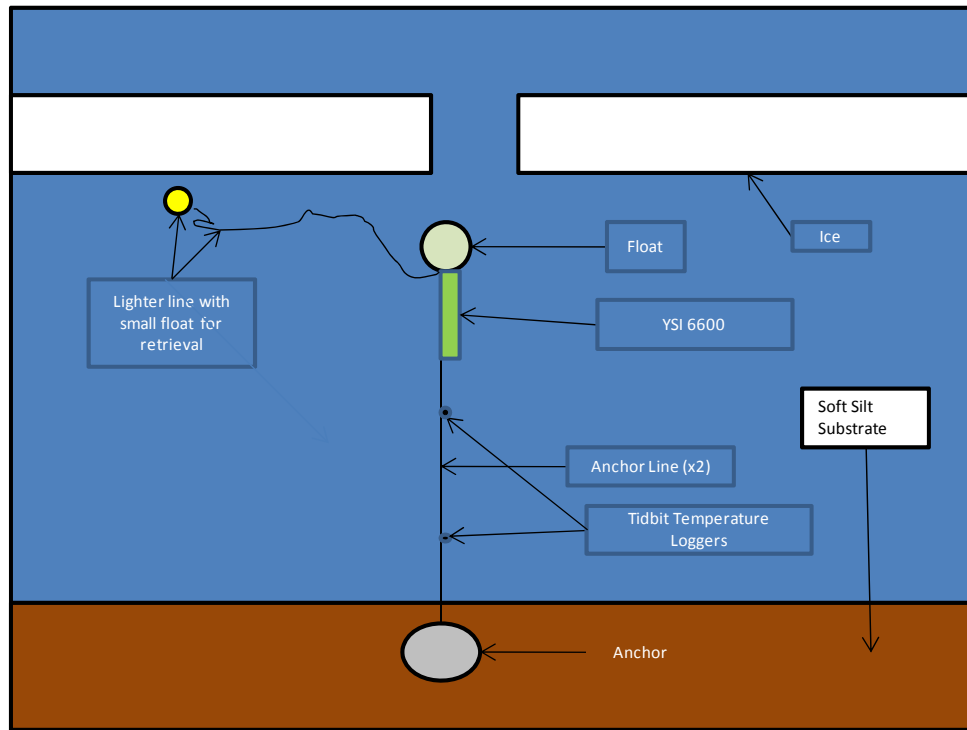 Ice
Float
Lighter line with
small float for
retrieval
YSI 6600
Soft Silt
Substrate
Anchor Line (x2)
Tidbit Temperature
Loggers
Anchor